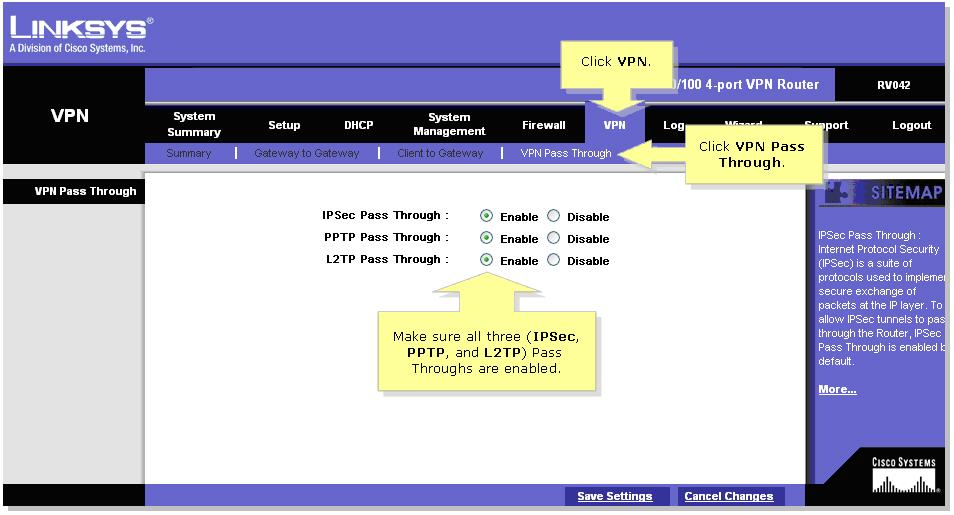 LINKSYS®
A Division of Cisco Systems, Inc.
Click VPN.
0/100 4-port VPN Router
RV042
VPN
System Summary
Setup
DHCP
System Management
Firewall
VPN
Log
Wizard
Support
Logout
Summary | Gateway to Gateway | Client to Gateway | VPN Pass Through
Click VPN Pass
Through.
VPN Pass Through
SITEMAP
IPSec Pass Through : Enable Disable
PPTP Pass Through : Enable Disable
L2TP Pass Through : Enable Disable
Make sure all three (IPSec,
PPTP, and L2TP) Pass
Throughs are enabled.
IPSec Pass Through :
Internet Protocol Security
(IPSec) is a suite of
protocols used to implemen
secure exchange of
packets at the IP layer. To
allow IPSec tunnels to pas
through the Router, IPSec
Pass Through is enabled b
default.
More...
CISCO SYSTEMS
Save Settings
Cancel Changes